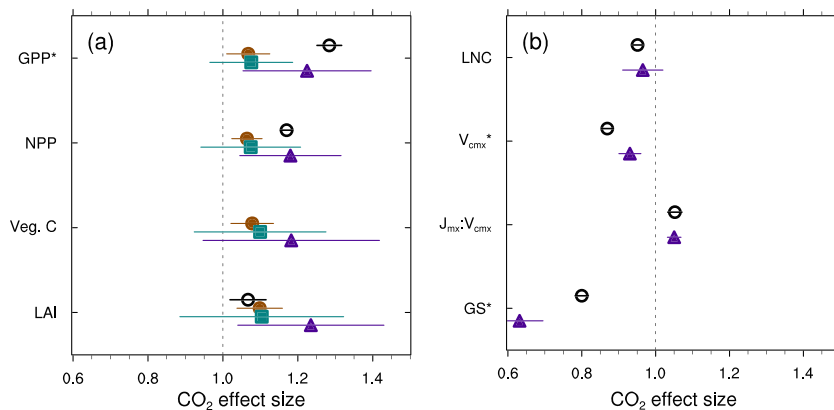 (a)
GPP*
NPP
Veg. C
LAI
0.6 0.8 1.0 1.2 1.4
CO₂ effect size
(b)
LNC
Vcmx*
Jmx:Vcmx
GS*
0.6 0.8 1.0 1.2 1.4
CO₂ effect size